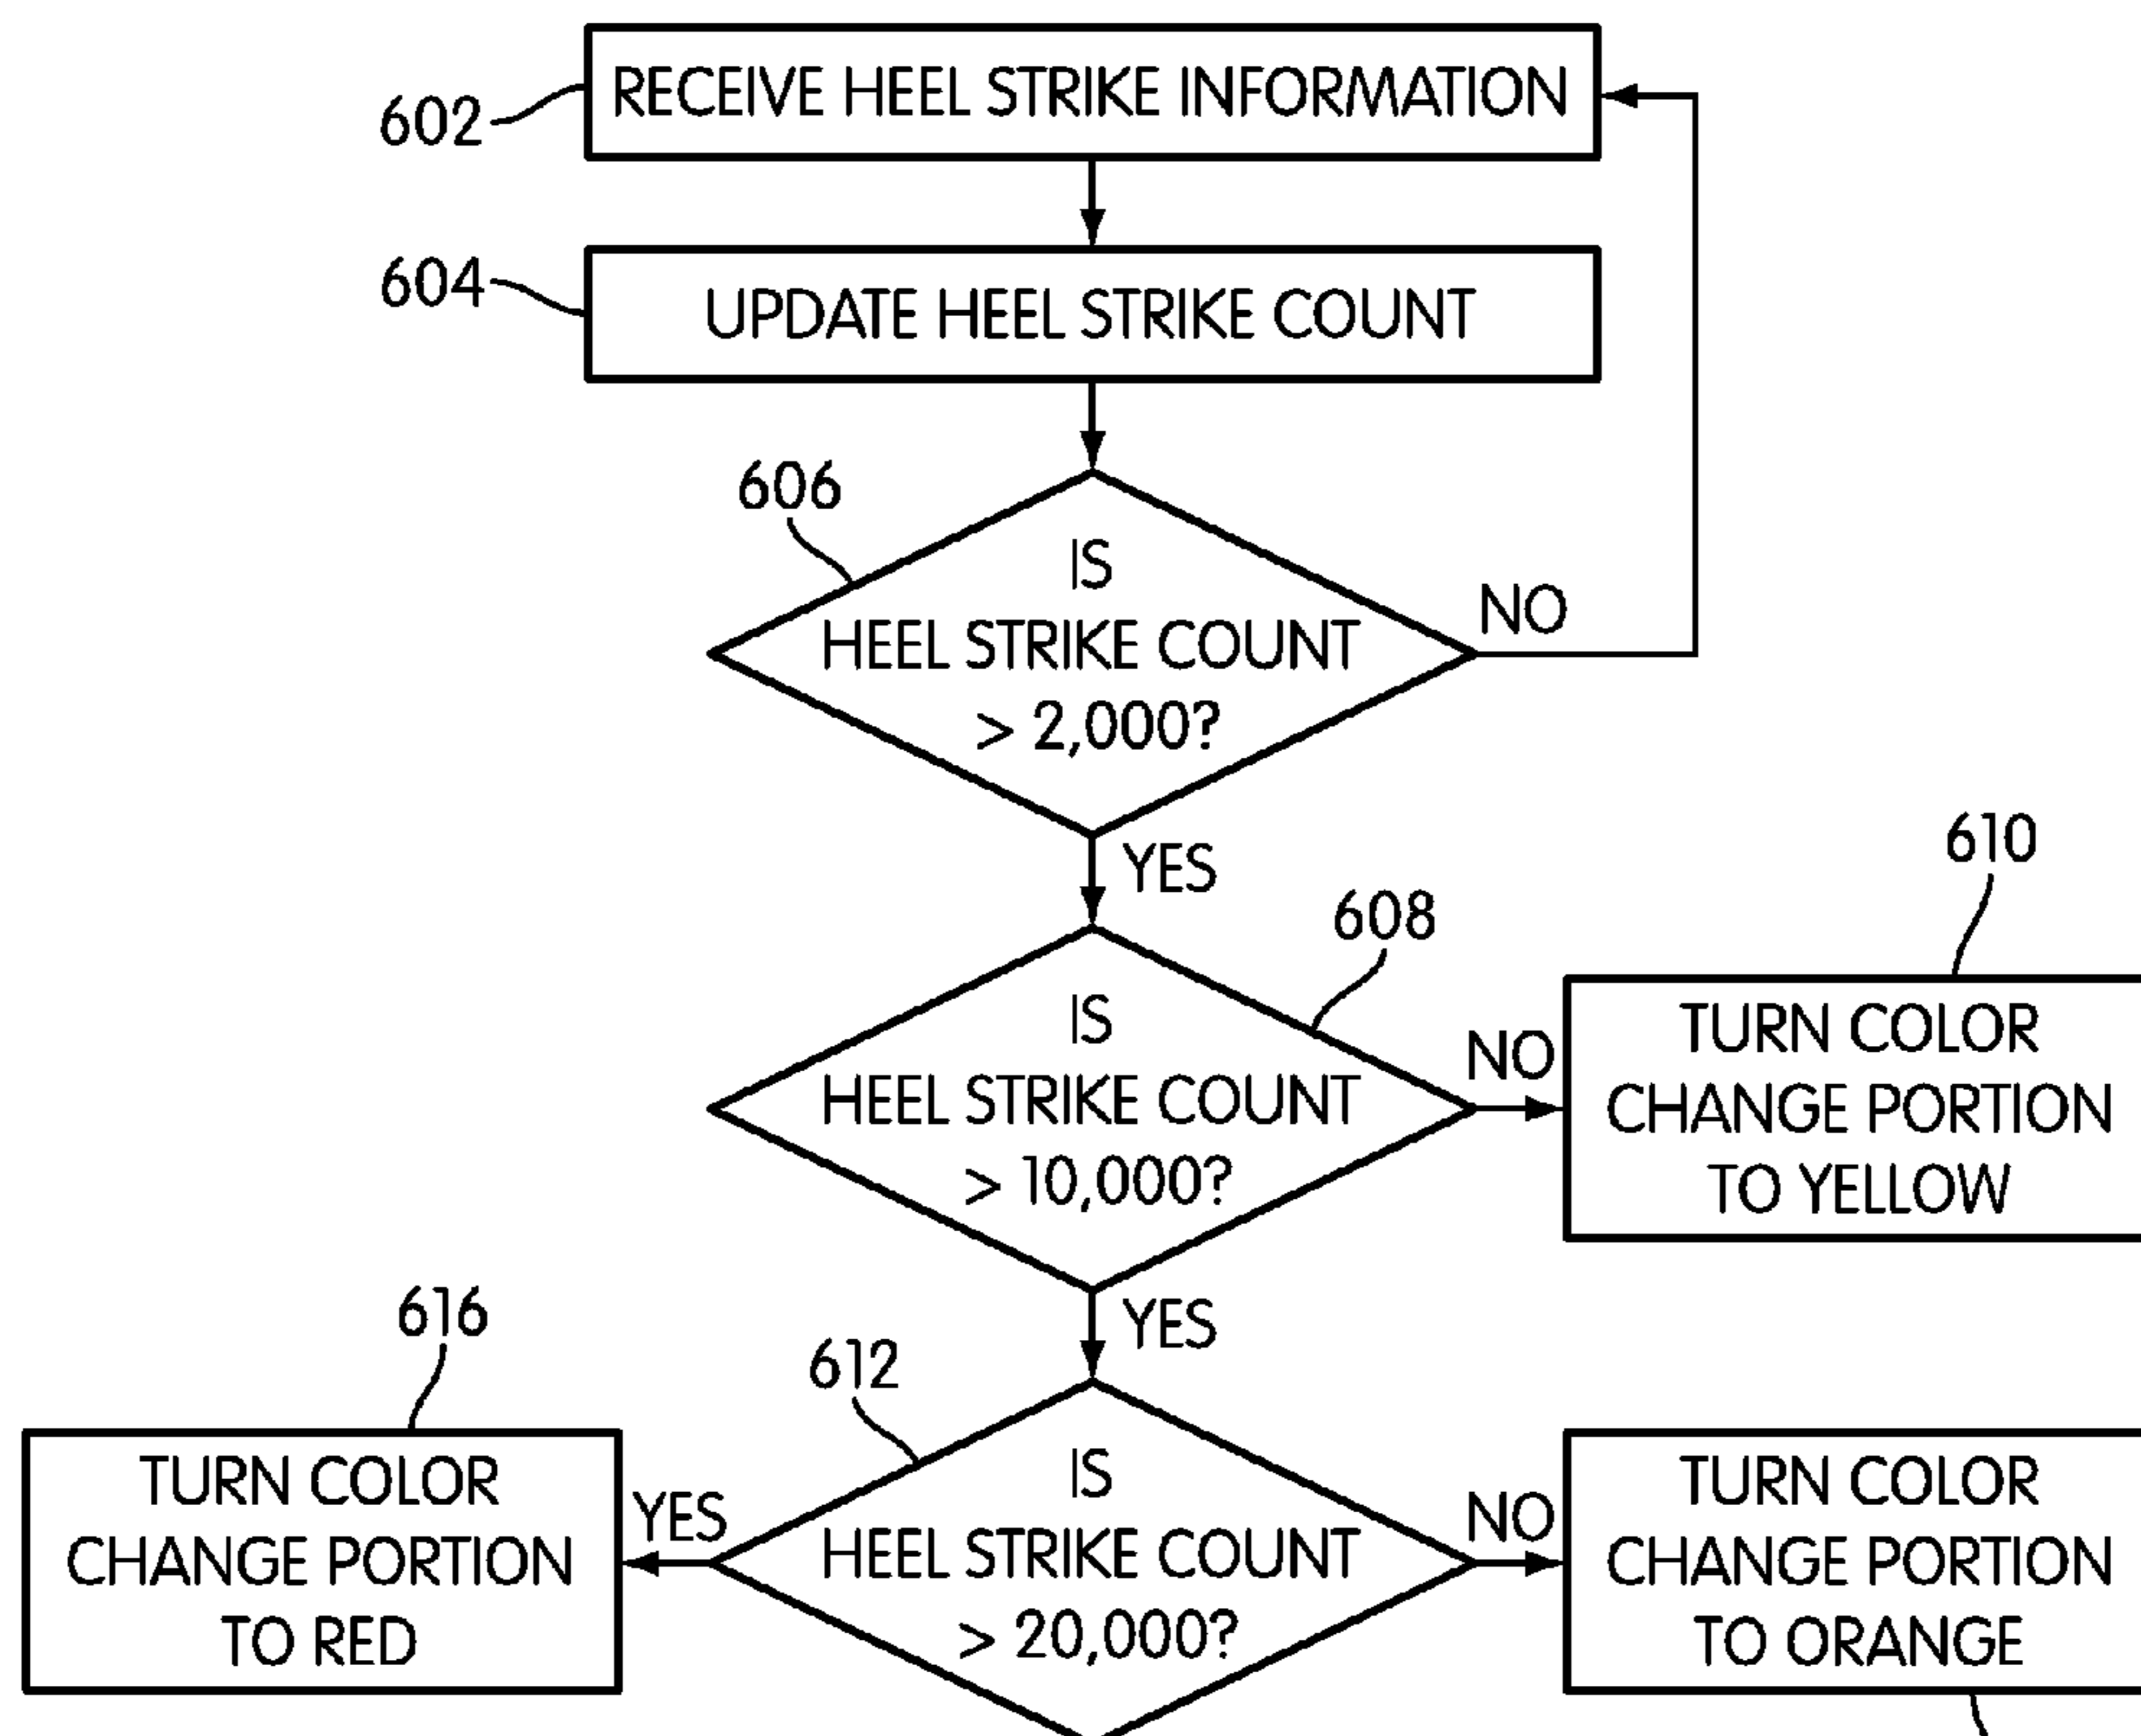 RECEIVE HEEL STRIKE INFORMATION
602
604
UPDATE HEEL STRIKE COUNT
606
IS
HEEL STRIKE COUNT
> 2,000?
NO
YES
608
610
IS
HEEL STRIKE COUNT
> 10,000?
NO
TURN COLOR
CHANGE PORTION
TO YELLOW
YES
616
612
TURN COLOR
CHANGE PORTION
TO RED
YES
IS
HEEL STRIKE COUNT
> 20,000?
NO
TURN COLOR
CHANGE PORTION
TO ORANGE